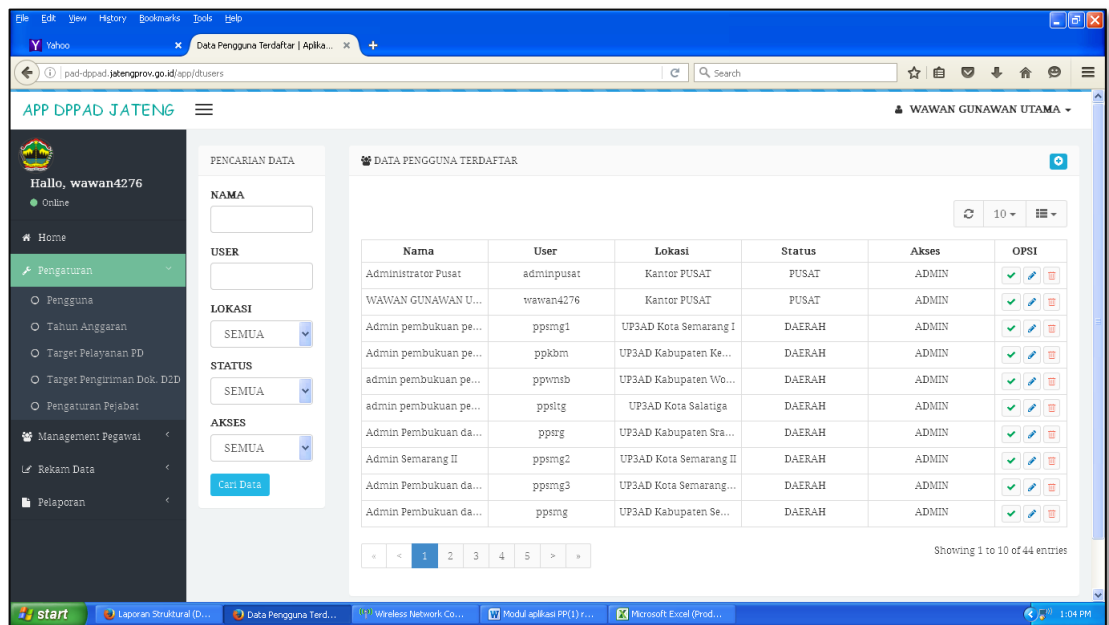 File Edit View History Bookmarks Tools Help
Yahoo
Data Pengguna Terdaftar | Aplika...
pad-dppad.jatengprov.go.id/app/dtusers
Search
APP DPPAD JATENG
WAWAN GUNAWAN UTAMA
Hallo, wawan4276
Online
Home
Pengaturan
Pengguna
Tahun Anggaran
Target Pelayanan PD
Target Pengiriman Dok. D2D
Pengaturan Pejabat
Management Pegawai
Rekam Data
Pelaporan
PENCARIAN DATA
NAMA
USER
LOKASI
SEMUA
STATUS
SEMUA
AKSES
SEMUA
Cari Data
DATA PENGGUNA TERDAFTAR
10
Nama User Lokasi Status Akses OPSI
Administrator Pusat adminpusat Kantor PUSAT PUSAT ADMIN
WAWAN GUNAWAN U... wawan4276 Kantor PUSAT PUSAT ADMIN
Admin pembukuan pe... ppsmg1 UP3AD Kota Semarang I DAERAH ADMIN
Admin pembukuan pe... ppkbm UP3AD Kabupaten Ke... DAERAH ADMIN
admin pembukuan pe... ppwnsb UP3AD Kabupaten Wo... DAERAH ADMIN
admin pembukuan pe... ppsltg UP3AD Kota Salatiga DAERAH ADMIN
Admin Pembukuan da... ppsrg UP3AD Kabupaten Sra... DAERAH ADMIN
Admin Semarang II ppsmg2 UP3AD Kota Semarang II DAERAH ADMIN
Admin Pembukuan da... ppsmg3 UP3AD Kota Semarang... DAERAH ADMIN
Admin Pembukuan da... ppsmg UP3AD Kabupaten Se... DAERAH ADMIN
« < 1 2 3 4 5 > »
Showing 1 to 10 of 44 entries
start
Laporan Struktural (D...
Data Pengguna Terd...
Wireless Network Co...
Modul aplikasi PP(1) r...
Microsoft Excel (Prod...
1:04 PM